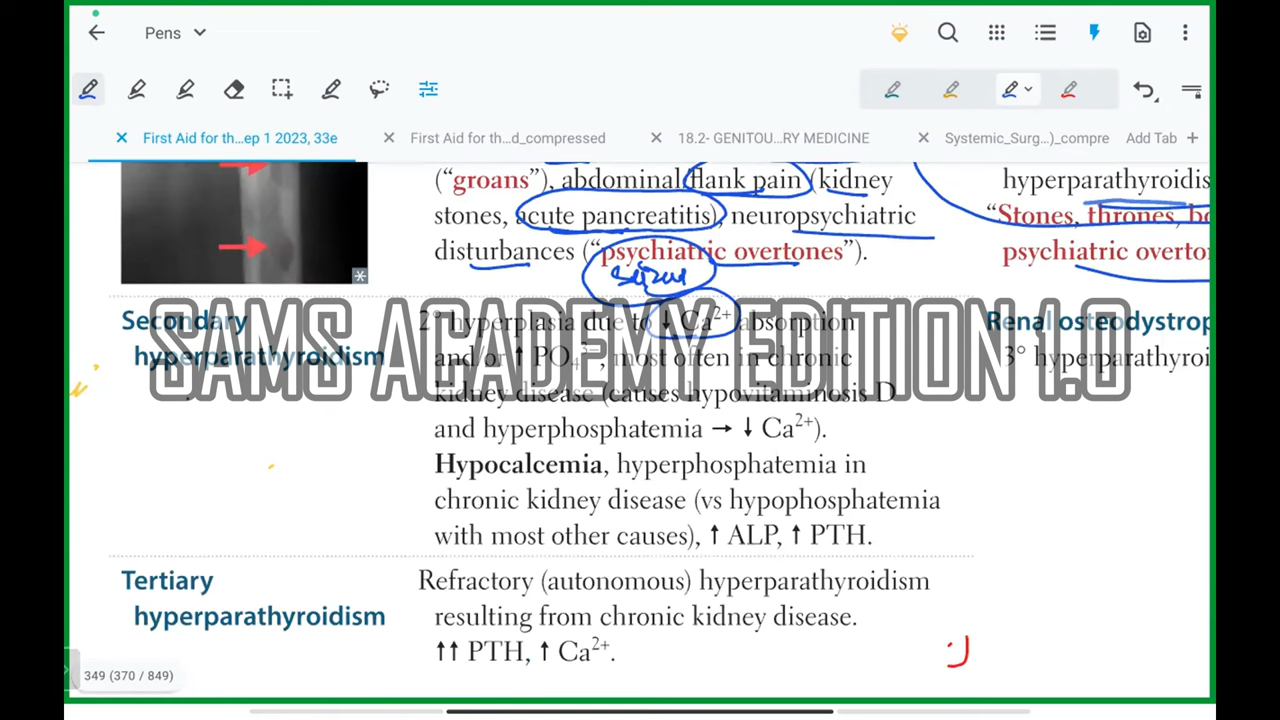 Pens
First Aid for th...ep 1 2023, 33e
First Aid for the...d_compressed
18.2- GENITOU...RY MEDICINE
Systemic_Surg...)_compre
Add Tab
("groans"), abdominal/flank pain (kidney
stones, acute pancreatitis), neuropsychiatric
disturbances ("psychiatric overtones").
hyperparathyroidis
"Stones, thrones, bo
psychiatric overto
SAMS ACADEMY EDITION 1.0
Secondary
hyperparathyroidism
2° hyperplasia due to ↓ Ca²⁺ absorption
and/or ↑ PO₄³⁻, most often in chronic
kidney disease (causes hypovitaminosis D
and hyperphosphatemia → ↓ Ca²⁺).
Hypocalcemia, hyperphosphatemia in
chronic kidney disease (vs hypophosphatemia
with most other causes), ↑ ALP, ↑ PTH.
Renal osteodystrop
3° hyperparathyroi
Tertiary
hyperparathyroidism
Refractory (autonomous) hyperparathyroidism
resulting from chronic kidney disease.
↑↑ PTH, ↑ Ca²⁺.
349 (370 / 849)